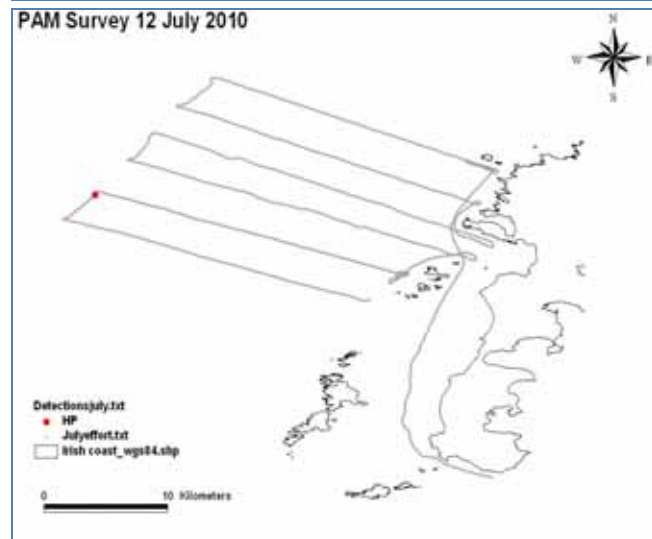 PAM Survey 12 July 2010
N
W E
S
Detectionsjuly.txt
HP
Julyeffort.txt
Irish coast_wgs84.shp
0 10 Kilometers